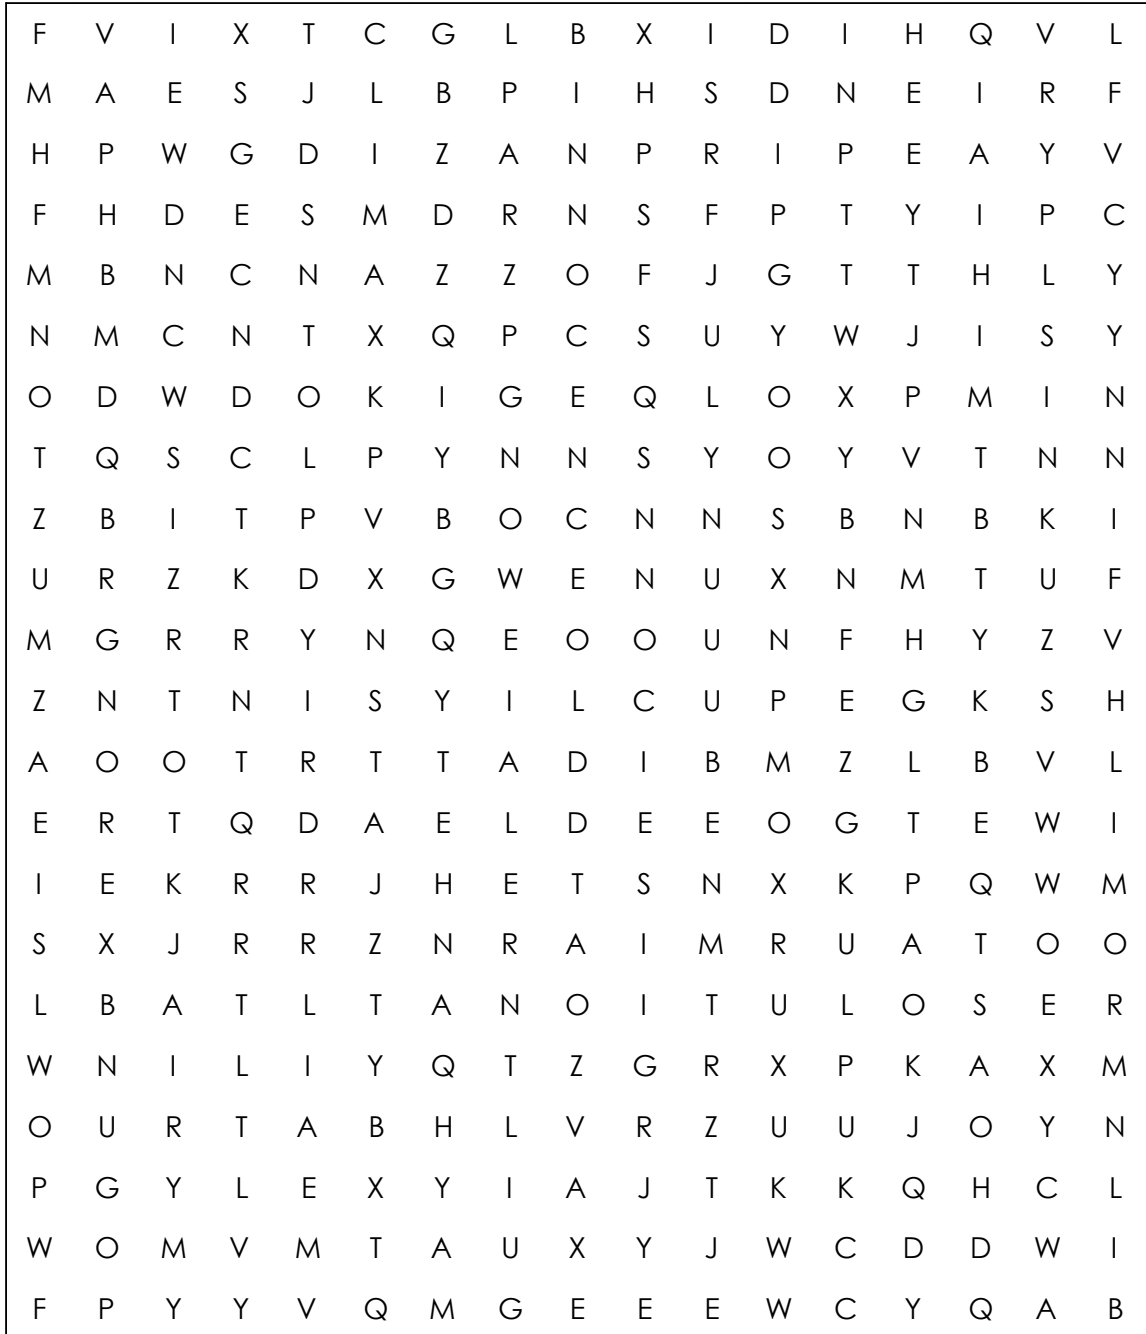 F V I X T C G L B X I D I H Q V L
M A E S J L B P I H S D N E I R F
H P W G D I Z A N P R I P E A Y V
F H D E S M D R N S F P T Y I P C
M B N C N A Z Z O F J G T T H L Y
N M C N T X Q P C S U Y W J I S Y
O D W D O K I G E Q L O X P M I N
T Q S C L P Y N N S Y O Y V T N N
Z B I T P V B O C N N S B N B K I
U R Z K D X G W E N U X N M T U F
M G R R Y N Q E O O U N F H Y Z V
Z N T N I S Y I L C U P E G K S H
A O O T R T T A D I B M Z L B V L
E R T Q D A E L D E E O G T E W I
I E K R R J H E T S N X K P Q W M
S X J R R Z N R A I M R U A T O O
L B A T L T A N O I T U L O S E R
W N I L I Y Q T Z G R X P K A X M
O U R T A B H L V R Z U U J O Y N
P G Y L E X Y I A J T K K Q H C L
W O M V M T A U X Y J W C D D W I
F P Y Y V Q M G E E E W C Y Q A B